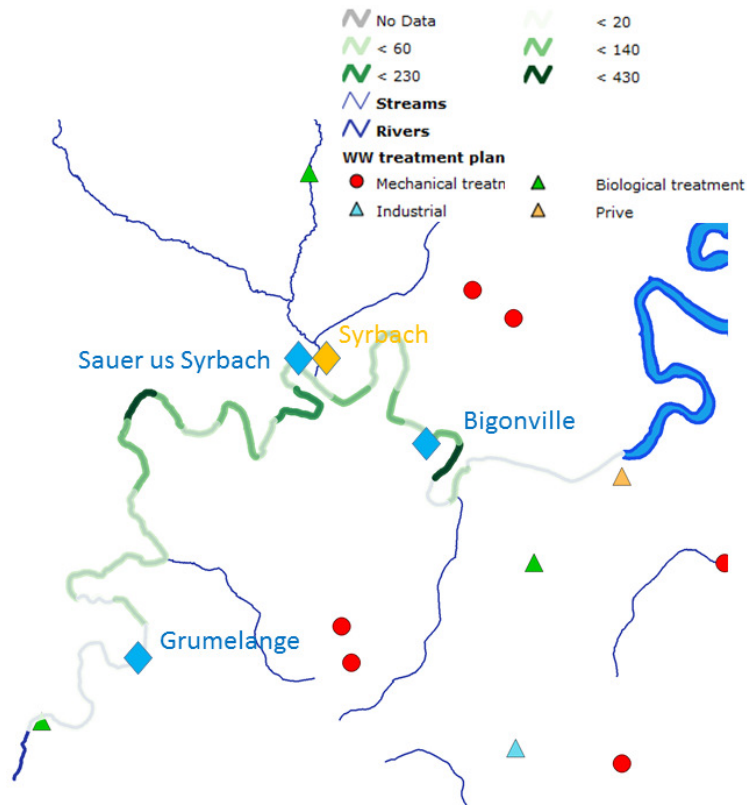 No Data < 20
< 60 < 140
< 230 < 430
Streams
Rivers
WW treatment plan
Mechanical treatn Biological treatment
Industrial Prive
Syrbach
Sauer us Syrbach
Bigonville
Grumelange